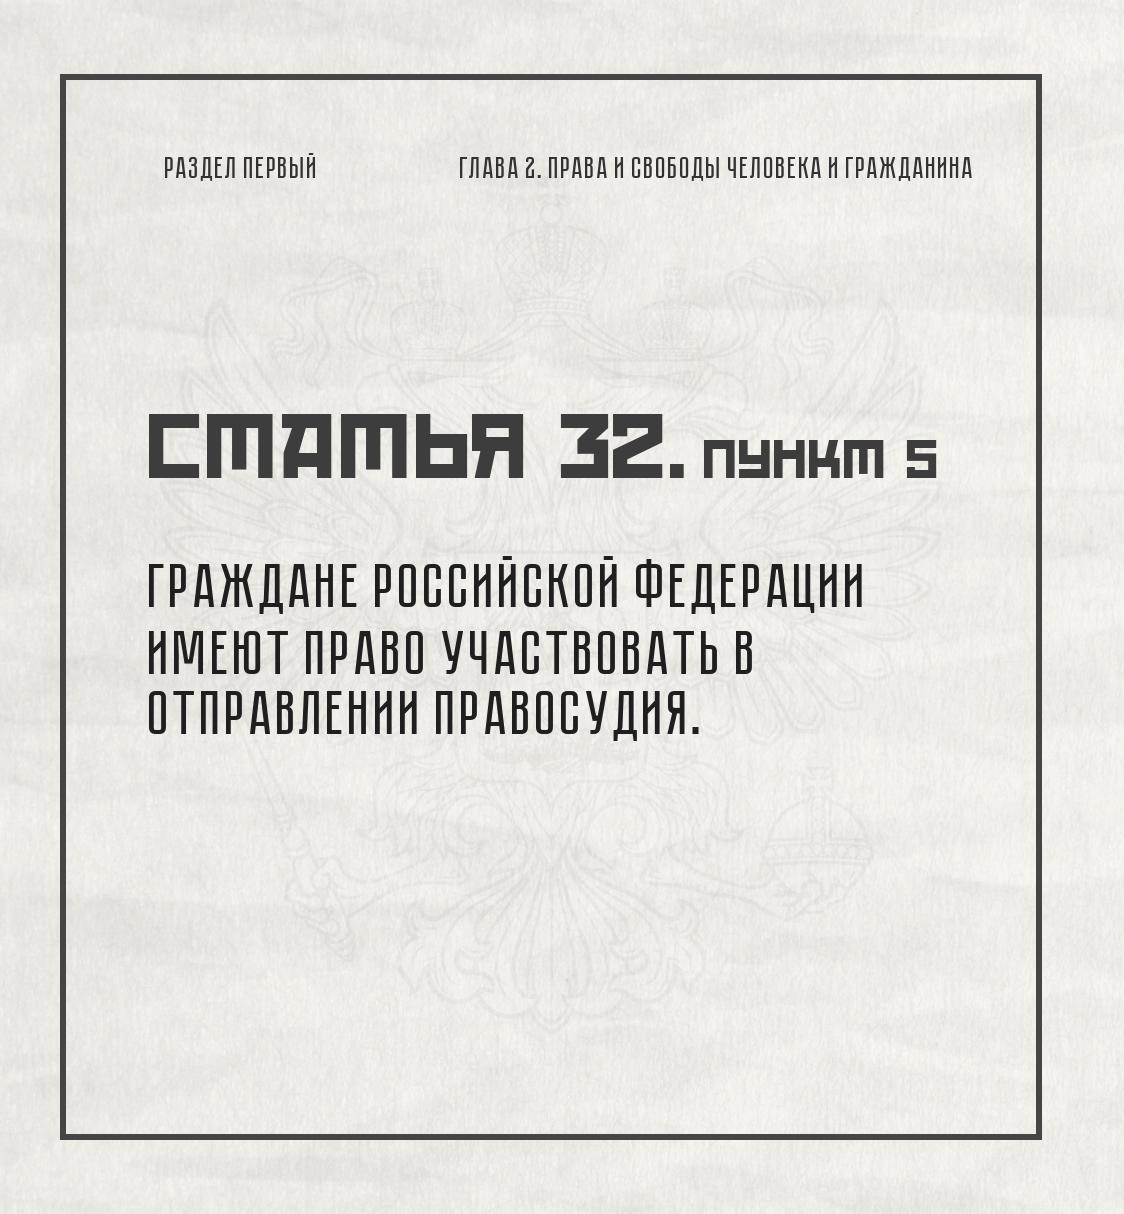 РАЗДЕЛ ПЕРВЫЙ
ГЛАВА 2. ПРАВА И СВОБОДЫ ЧЕЛОВЕКА И ГРАЖДАНИНА
СТАТЬЯ 32. ПУНКТ 5
ГРАЖДАНЕ РОССИЙСКОЙ ФЕДЕРАЦИИ
ИМЕЮТ ПРАВО УЧАСТВОВАТЬ В
ОТПРАВЛЕНИИ ПРАВОСУДИЯ.